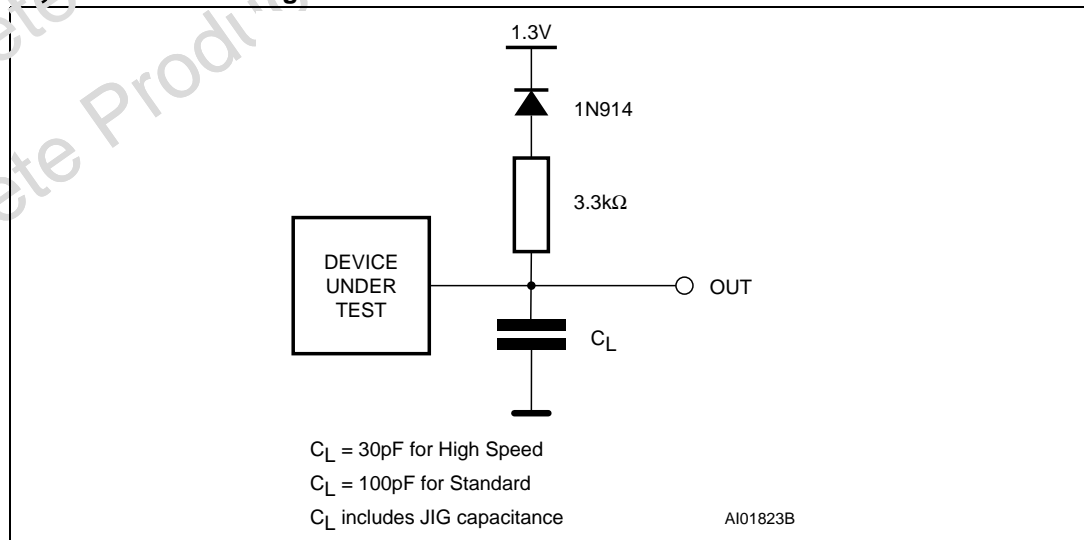 1.3V
1N914
3.3kΩ
DEVICE
UNDER
TEST
OUT
CL
CL = 30pF for High Speed
CL = 100pF for Standard
CL includes JIG capacitance
AI01823B